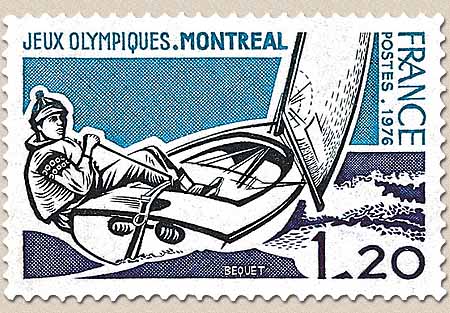 JEUX OLYMPIQUES.MONTREAL
FRANCE
POSTES.1976
BEQUET
1.20